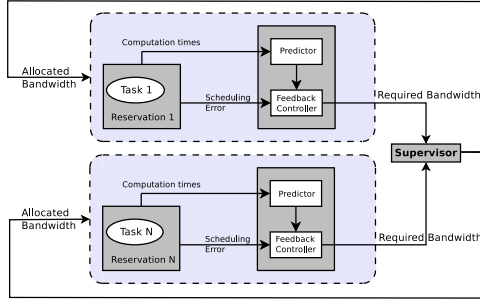 Computation times
Predictor
Allocated
Bandwidth
Task 1
Reservation 1
Scheduling
Error
Feedback
Controller
Required Bandwidth
Supervisor
Computation times
Predictor
Allocated
Bandwidth
Task N
Reservation N
Scheduling
Error
Feedback
Controller
Required Bandwidth